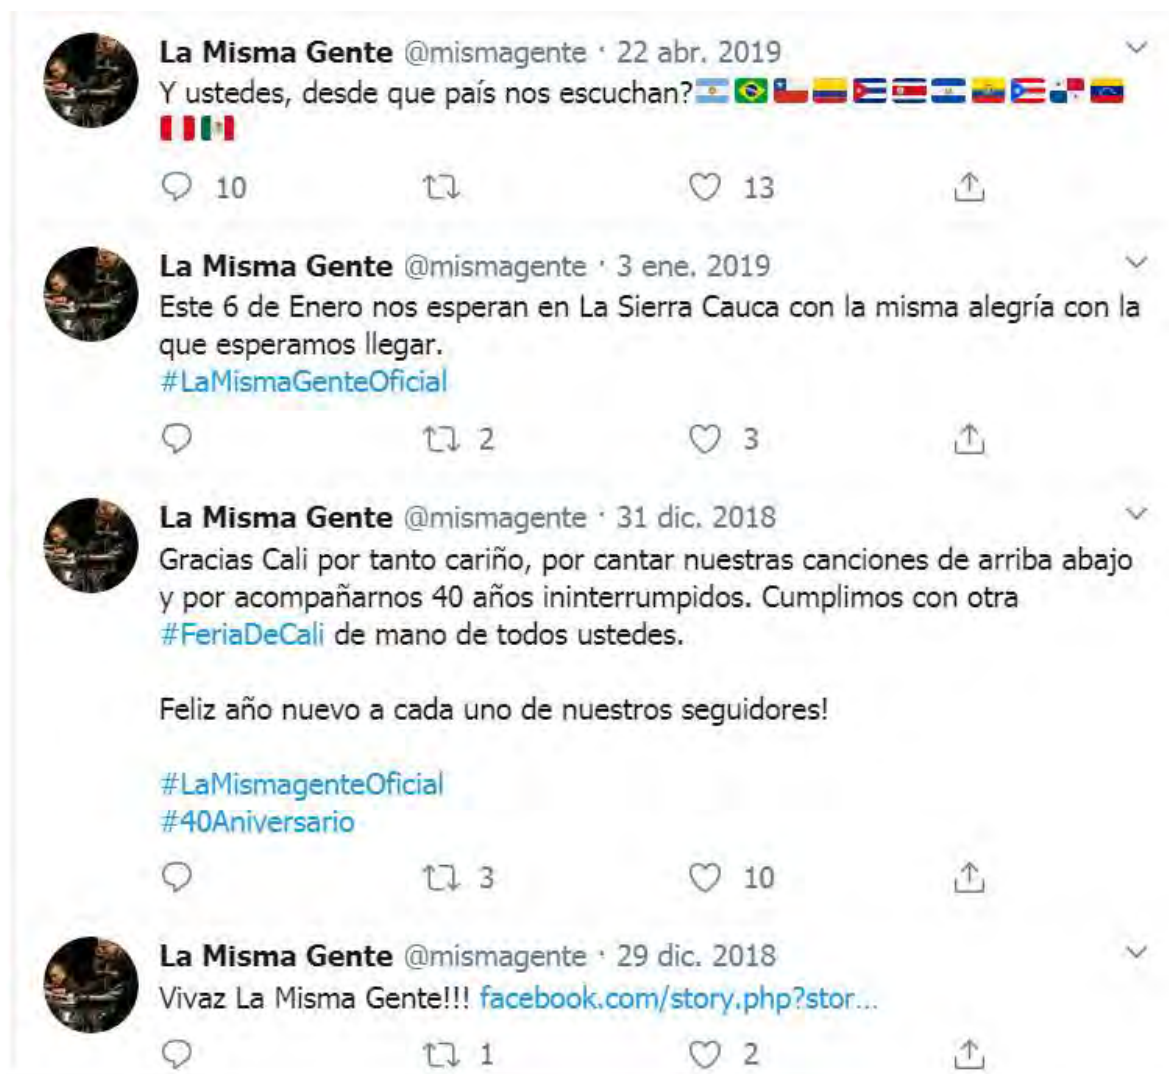 La Misma Gente @mismagente · 22 abr. 2019
Y ustedes, desde que país nos escuchan?🇦🇷🇧🇷🇨🇱🇨🇴🇨🇺🇨🇷🇸🇻🇪🇨🇵🇷🇵🇦🇻🇪
🇵🇪🇲🇽
10 13
La Misma Gente @mismagente · 3 ene. 2019
Este 6 de Enero nos esperan en La Sierra Cauca con la misma alegría con la
que esperamos llegar.
#LaMismaGenteOficial
2 3
La Misma Gente @mismagente · 31 dic. 2018
Gracias Cali por tanto cariño, por cantar nuestras canciones de arriba abajo
y por acompañarnos 40 años ininterrumpidos. Cumplimos con otra
#FeriaDeCali de mano de todos ustedes.
Feliz año nuevo a cada uno de nuestros seguidores!
#LaMismagenteOficial
#40Aniversario
3 10
La Misma Gente @mismagente · 29 dic. 2018
Vivaz La Misma Gente!!! facebook.com/story.php?stor...
1 2